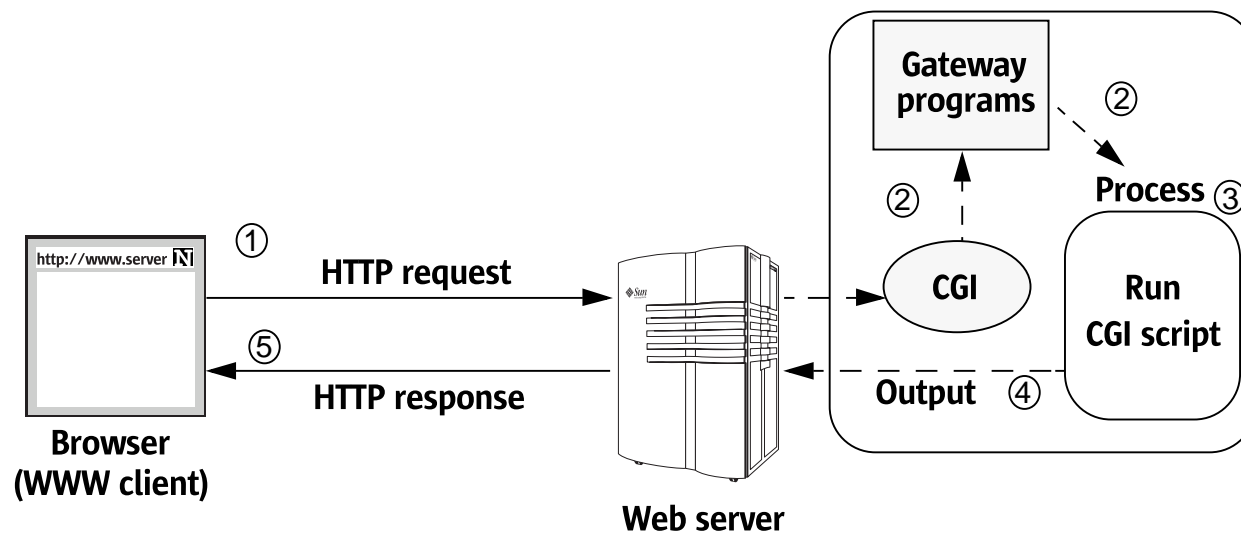 Gateway
programs
②
Process ③
②
http://www.server N
①
HTTP request
Sun
CGI
Run
CGI script
⑤
HTTP response
Output ④
Browser
(WWW client)
Web server